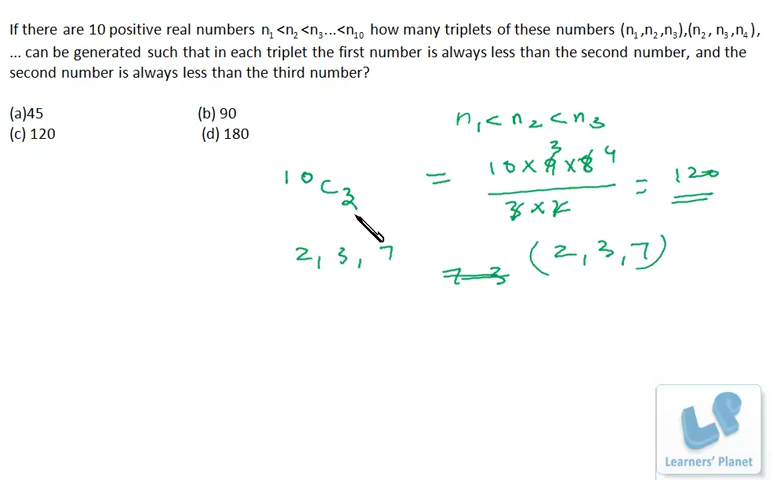 If there are 10 positive real numbers n₁ <n₂ <n₃...<n₁₀ how many triplets of these numbers (n₁,n₂,n₃),(n₂, n₃,n₄),
... can be generated such that in each triplet the first number is always less than the second number, and the
second number is always less than the third number?
(a)45 (b) 90
(c) 120 (d) 180
n₁ < n₂ < n₃
¹⁰C₃ = 10 × 9 3 × 8 4 / 3 × 2 = 120
2, 3, 7 (2, 3, 7)
LP
Learners' Planet